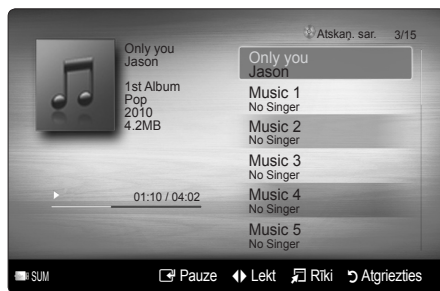 Atskaņ. sar. 3/15
Only you
Jason
1st Album
Pop
2010
4.2MB
01:10 / 04:02
Only you
Jason
Music 1
No Singer
Music 2
No Singer
Music 3
No Singer
Music 4
No Singer
Music 5
No Singer
SUM Pauze Lekt Rīki Atgriezties